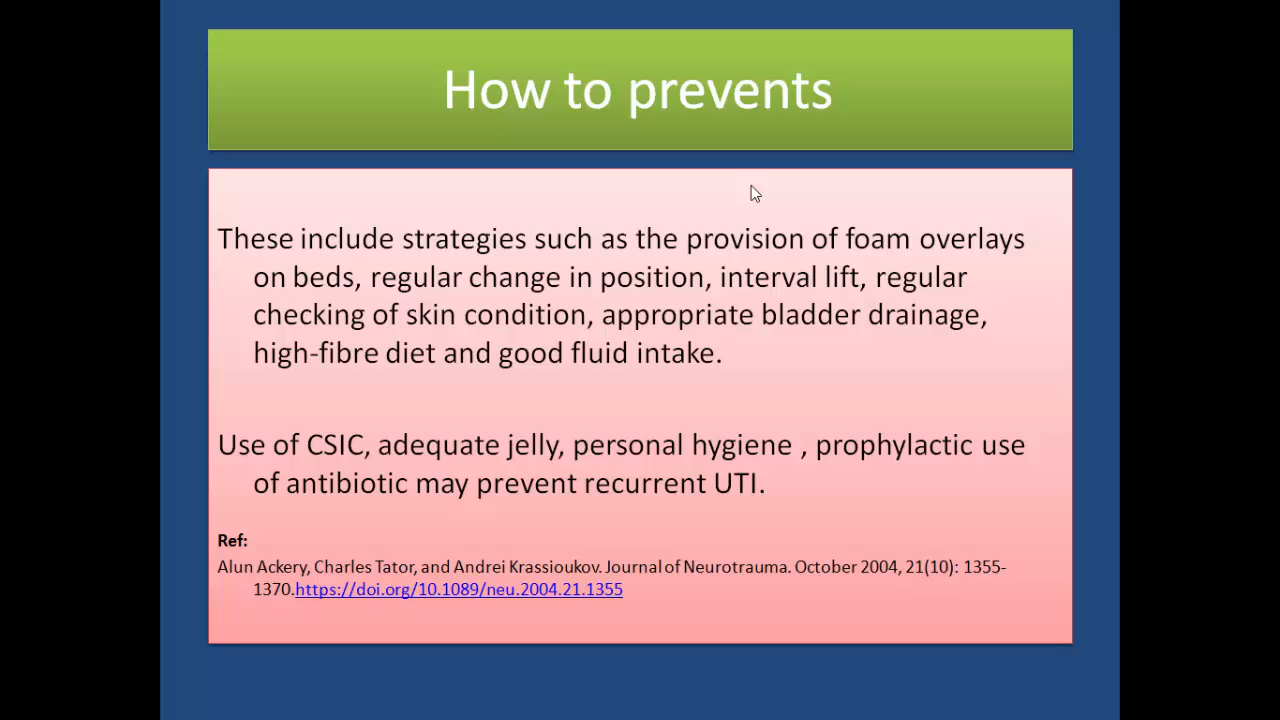 How to prevents
These include strategies such as the provision of foam overlays
on beds, regular change in position, interval lift, regular
checking of skin condition, appropriate bladder drainage,
high-fibre diet and good fluid intake.
Use of CSIC, adequate jelly, personal hygiene , prophylactic use
of antibiotic may prevent recurrent UTI.
Ref:
Alun Ackery, Charles Tator, and Andrei Krassioukov. Journal of Neurotrauma. October 2004, 21(10): 1355-
1370.https://doi.org/10.1089/neu.2004.21.1355